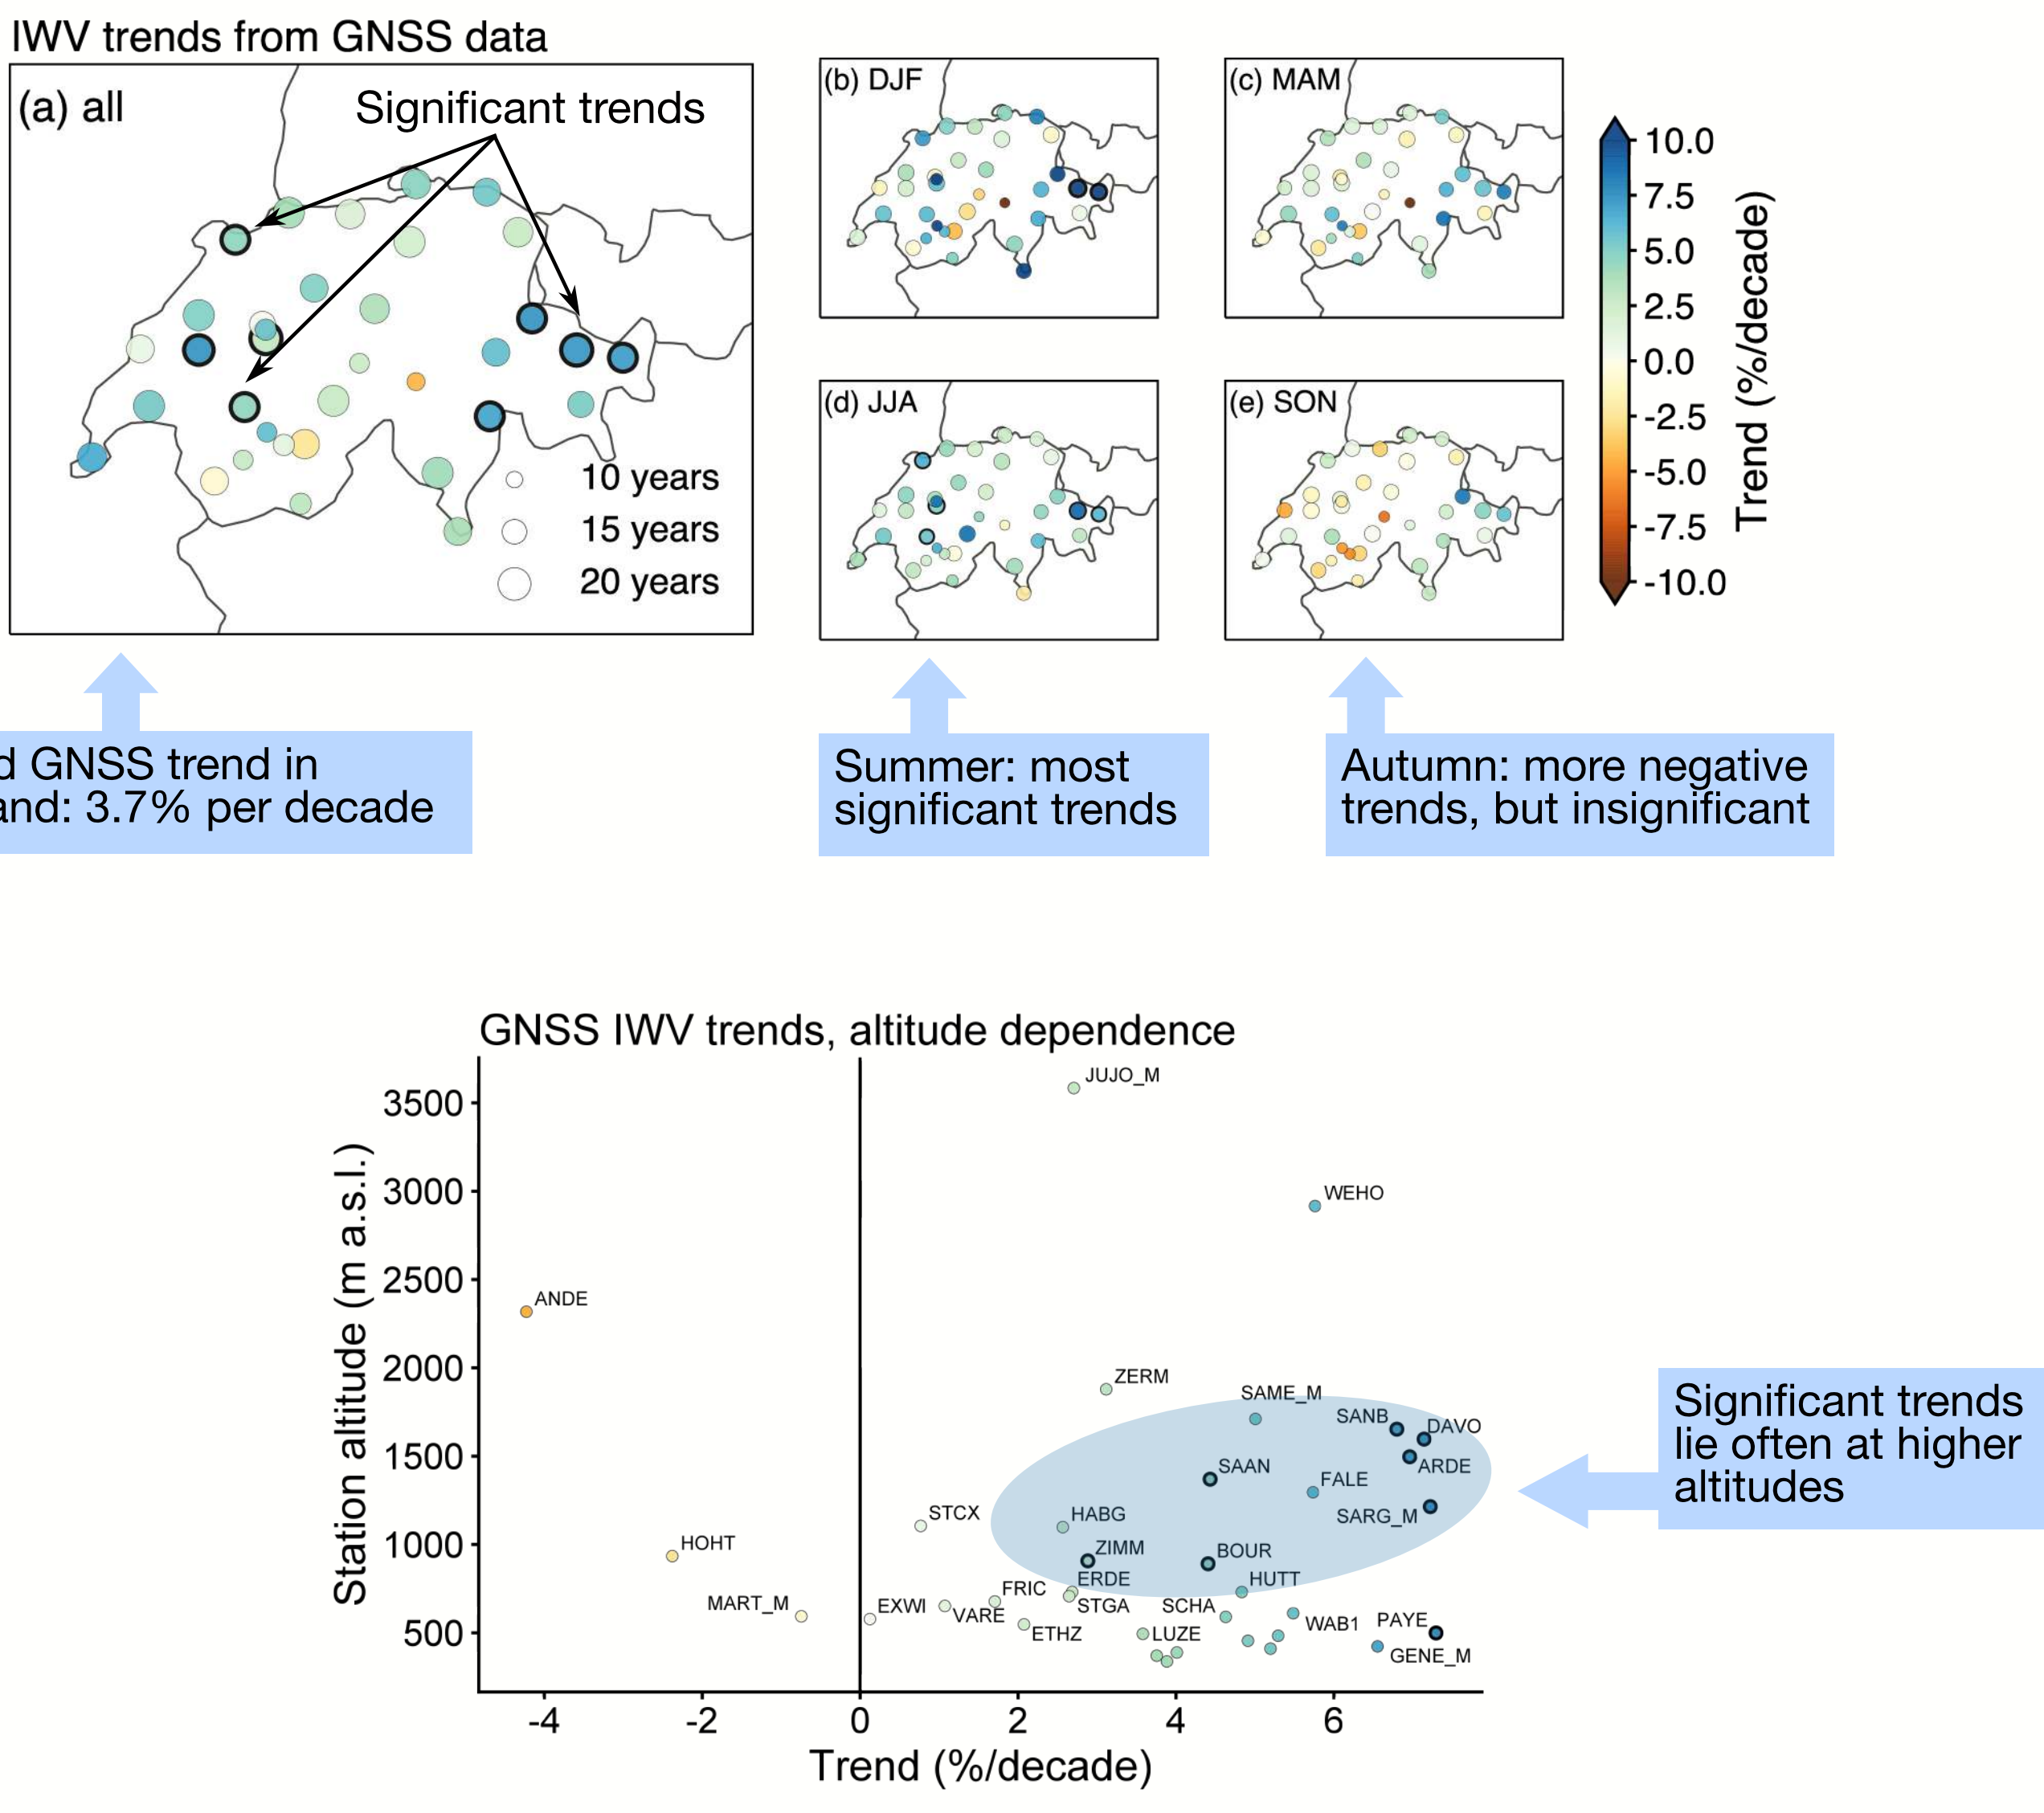 IWV trends from GNSS data
(a) all
Significant trends
10 years
15 years
20 years
(b) DJF
(c) MAM
(d) JJA
(e) SON
10.0
7.5
5.0
2.5
0.0
-2.5
-5.0
-7.5
-10.0
Trend (%/decade)
d GNSS trend in
and: 3.7% per decade
Summer: most
significant trends
Autumn: more negative
trends, but insignificant
GNSS IWV trends, altitude dependence
Station altitude (m a.s.l.)
3500
3000
2500
2000
1500
1000
500
JUJO_M
WEHO
ANDE
ZERM
SAME_M
SANB
DAVO
SAAN
ARDE
FALE
STCX
HABG
SARG_M
HOHT
ZIMM
BOUR
ERDE
HUTT
MART_M
EXWI
FRIC
VARE
STGA
SCHA
ETHZ
LUZE
WAB1
PAYE
GENE_M
-4
-2
0
2
4
6
Trend (%/decade)
Significant trends
lie often at higher
altitudes